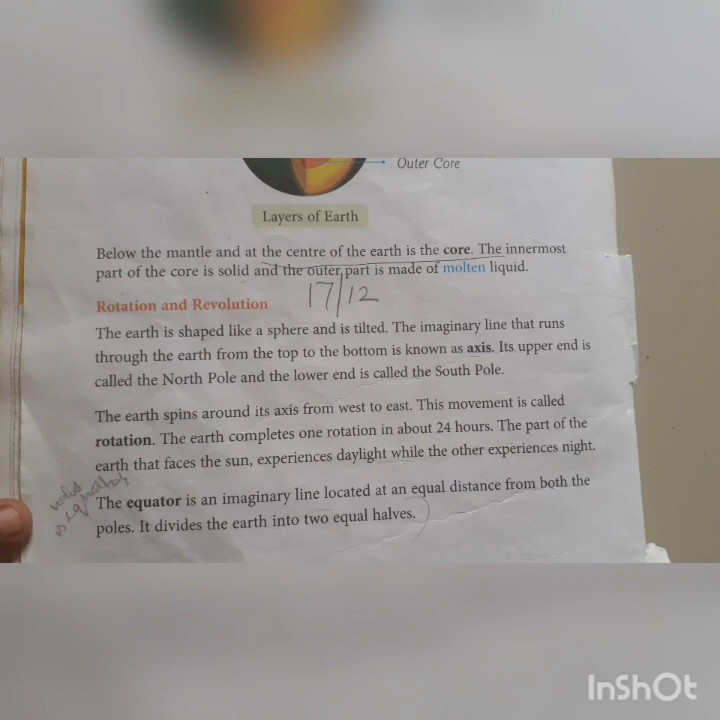 Outer Core
Layers of Earth
Below the mantle and at the centre of the earth is the core. The innermost
part of the core is solid and the outer part is made of molten liquid.
17/12
Rotation and Revolution
The earth is shaped like a sphere and is tilted. The imaginary line that runs
through the earth from the top to the bottom is known as axis. Its upper end is
called the North Pole and the lower end is called the South Pole.
The earth spins around its axis from west to east. This movement is called
rotation. The earth completes one rotation in about 24 hours. The part of the
earth that faces the sun, experiences daylight while the other experiences night.
what
is equator
The equator is an imaginary line located at an equal distance from both the
poles. It divides the earth into two equal halves.
InShOt